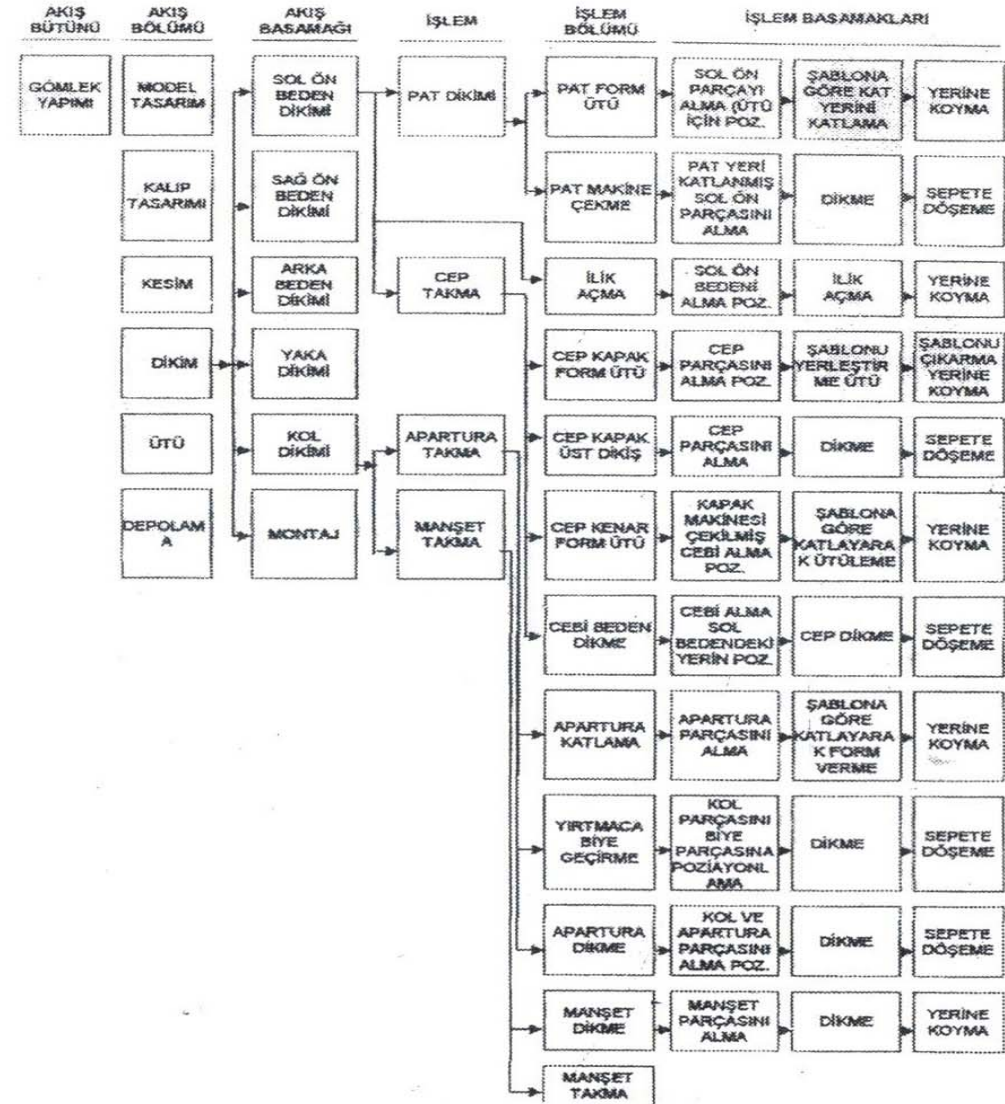 AKIŞ BÜTÜNÜ
AKIŞ BÖLÜMÜ
AKIŞ BASAMAĞI
İŞLEM
İŞLEM BÖLÜMÜ
İŞLEM BASAMAKLARI
GÖMLEK
YAPIMI
MODEL
TASARIM
SOL ÖN
BEDEN
DİKİMİ
PAT DİKİMİ
PAT FORM
ÜTÜ
SOL ÖN
PARÇAYI
ALMA (ÜTÜ
İÇİN POZ.
ŞABLONA
GÖRE KAT
YERİNİ
KATLAMA
YERİNE
KOYMA
KALIP
TASARIMI
SAĞ ÖN
BEDEN
DİKİMİ
PAT MAKİNE
ÇEKME
PAT YERİ
KATLANMIŞ
SOL ÖN
PARÇASINI
ALMA
DİKME
SEPETE
DÖŞEME
KESİM
ARKA
BEDEN
DİKİMİ
CEP
TAKMA
İLİK
AÇMA
SOL ÖN
BEDENİ
ALMA POZ.
İLİK
AÇMA
YERİNE
KOYMA
DİKİM
YAKA
DİKİMİ
CEP KAPAK
FORM ÜTÜ
CEP
PARÇASINI
ALMA POZ.
ŞABLONU
YERLEŞTİR
ME ÜTÜ
ŞABLONU
ÇIKARMA
YERİNE
KOYMA
ÜTÜ
KOL
DİKİMİ
APARTURA
TAKMA
CEP KAPAK
ÜST DİKİŞ
CEP
PARÇASINI
ALMA
DİKME
SEPETE
DÖŞEME
DEPOLAM
A
MONTAJ
MANŞET
TAKMA
CEP KENAR
FORM ÜTÜ
KAPAK
MAKİNESİ
ÇEKİLMİŞ
CEBİ ALMA
POZ.
ŞABLONA
GÖRE
KATLAYARA
K ÜTÜLEME
YERİNE
KOYMA
CEBİ BEDEN
DİKME
CEBİ ALMA
SOL
BEDENDEKİ
YERİN POZ.
CEP DİKME
SEPETE
DÖŞEME
APARTURA
KATLAMA
APARTURA
PARÇASINI
ALMA
ŞABLONA
GÖRE
KATLAYARA
K FORM
VERME
YERİNE
KOYMA
YIRTMACA
BİYE
GEÇİRME
KOL
PARÇASINI
BİYE
PARÇASINA
POZİAYONL
AMA
DİKME
SEPETE
DÖŞEME
APARTURA
DİKME
KOL VE
APARTURA
PARÇASINI
ALMA POZ.
DİKME
SEPETE
DÖŞEME
MANŞET
DİKME
MANŞET
PARÇASINI
ALMA
DİKME
YERİNE
KOYMA
MANŞET
TAKMA